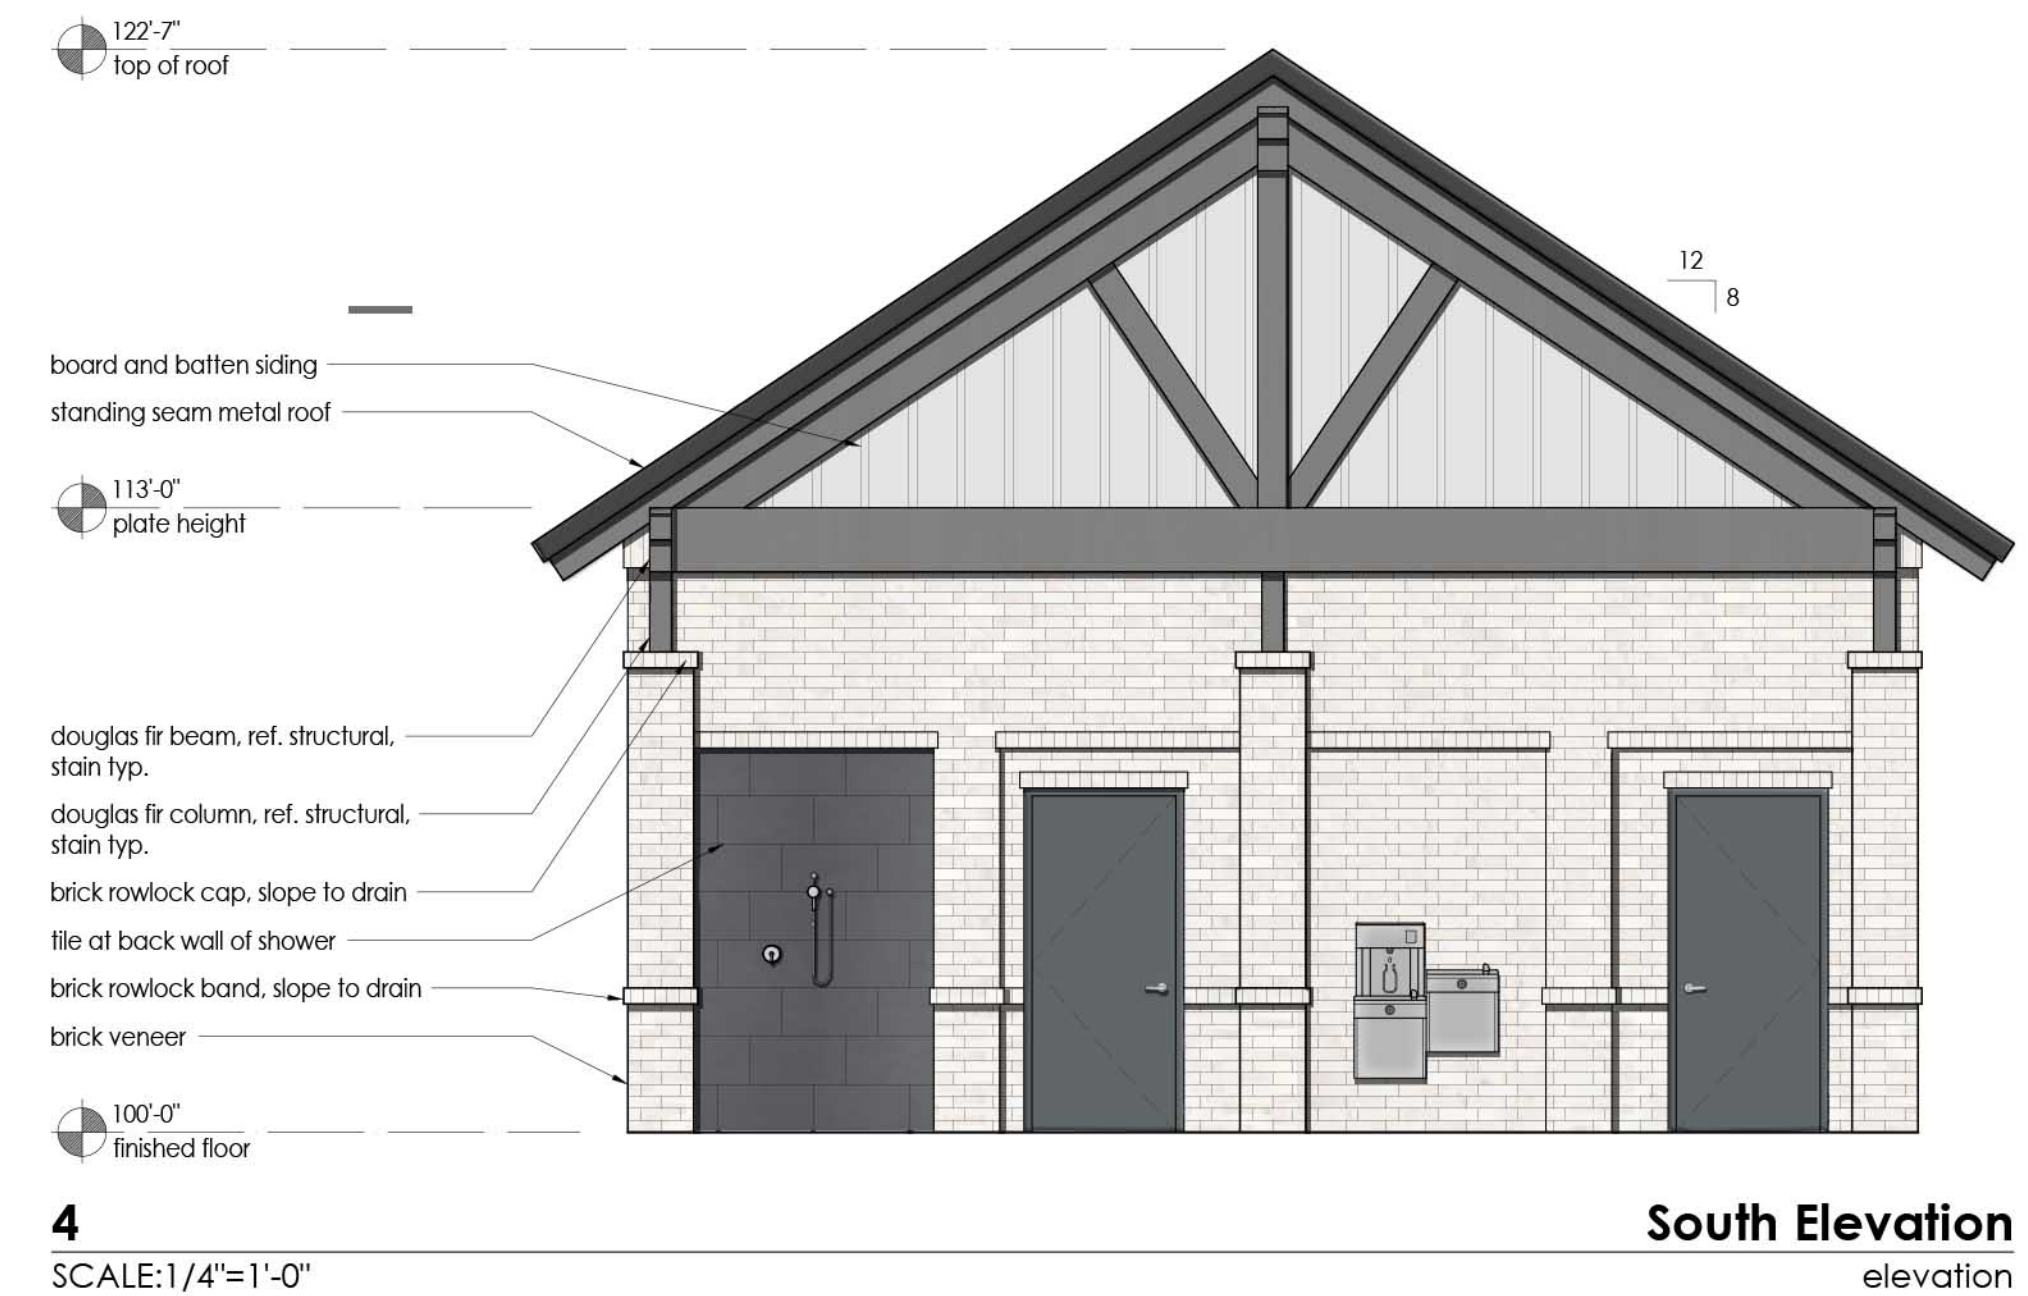 122'-7"
top of roof
12
8
board and batten siding
standing seam metal roof
113'-0"
plate height
douglas fir beam, ref. structural,
stain typ.
douglas fir column, ref. structural,
stain typ.
brick rowlock cap, slope to drain
tile at back wall of shower
brick rowlock band, slope to drain
brick veneer
100'-0"
finished floor
4
South Elevation
SCALE:1/4"=1'-0"
elevation